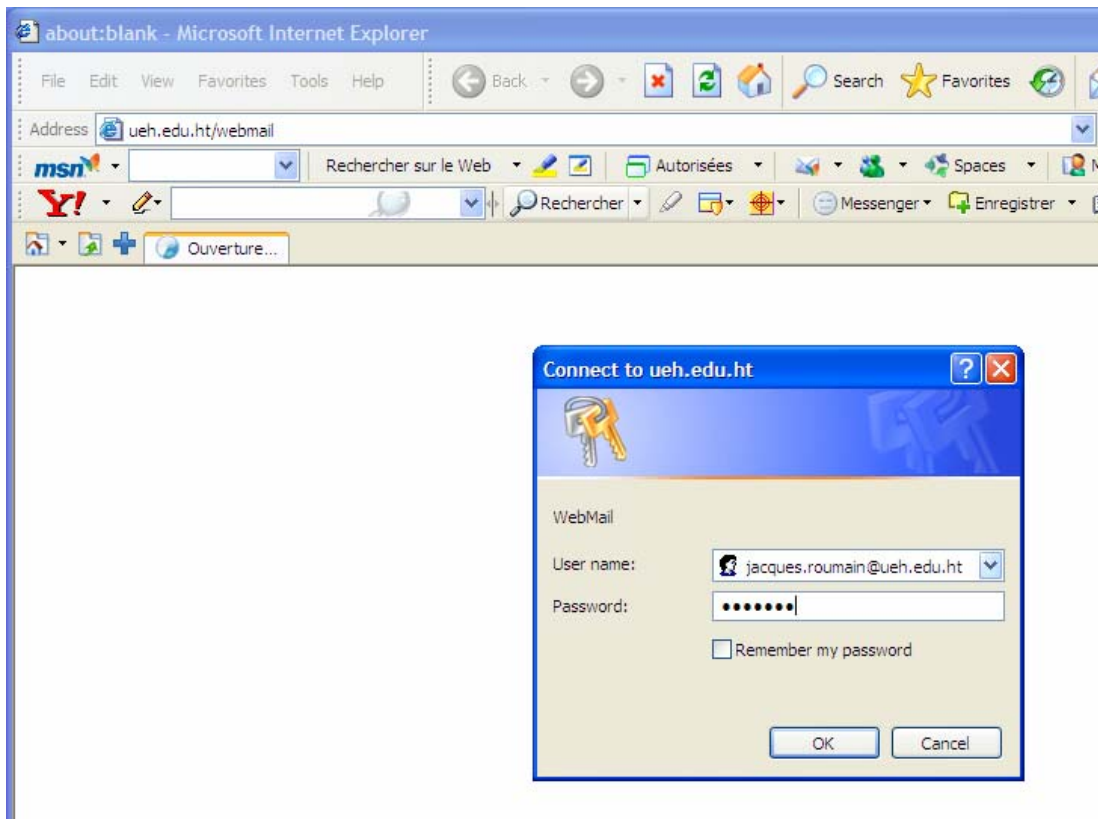 about:blank - Microsoft Internet Explorer
File Edit View Favorites Tools Help Back Search Favorites
Address ueh.edu.ht/webmail
msn Rechercher sur le Web Autorisées Spaces
Y! Rechercher Messenger Enregistrer
Ouverture...
Connect to ueh.edu.ht
WebMail
User name: jacques.roumain@ueh.edu.ht
Password: •••••••
Remember my password
OK Cancel